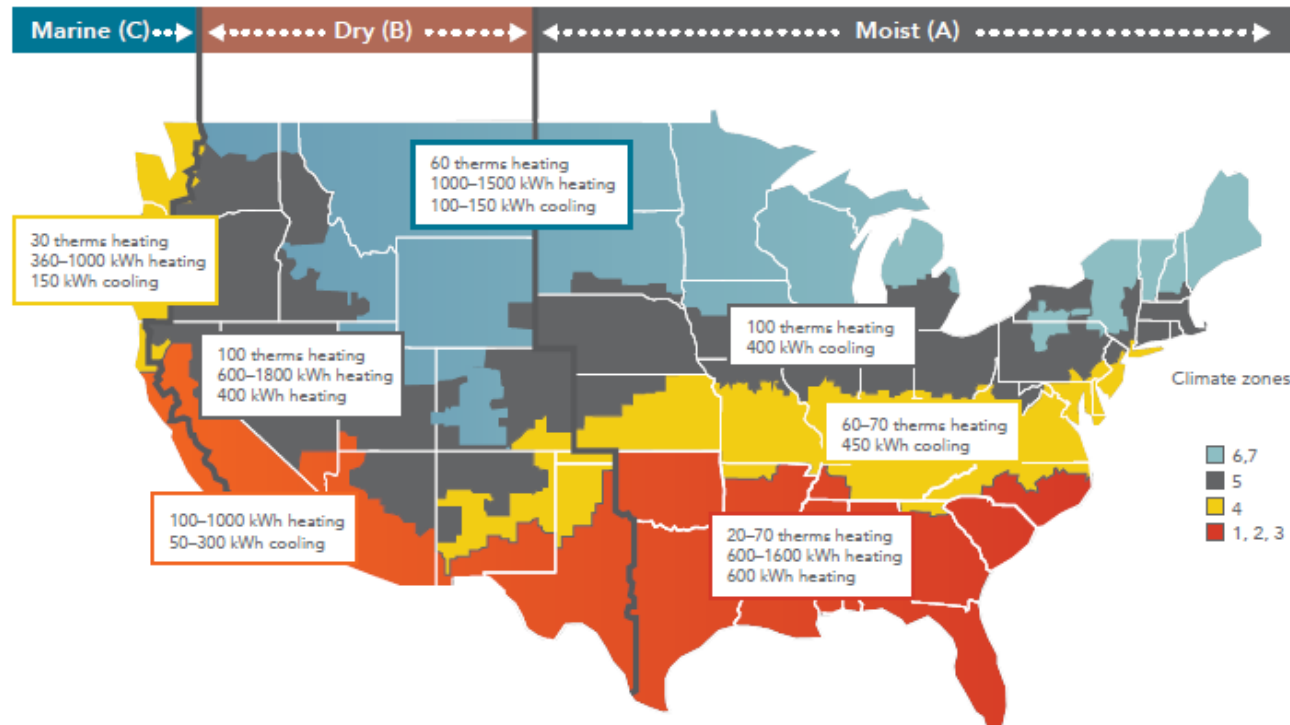 Marine (C)
Dry (B)
Moist (A)
60 therms heating
1000–1500 kWh heating
100–150 kWh cooling
30 therms heating
360–1000 kWh heating
150 kWh cooling
100 therms heating
600–1800 kWh heating
400 kWh heating
100 therms heating
400 kWh cooling
Climate zones
60–70 therms heating
450 kWh cooling
6,7
5
4
1, 2, 3
100–1000 kWh heating
50–300 kWh cooling
20–70 therms heating
600–1600 kWh heating
600 kWh heating